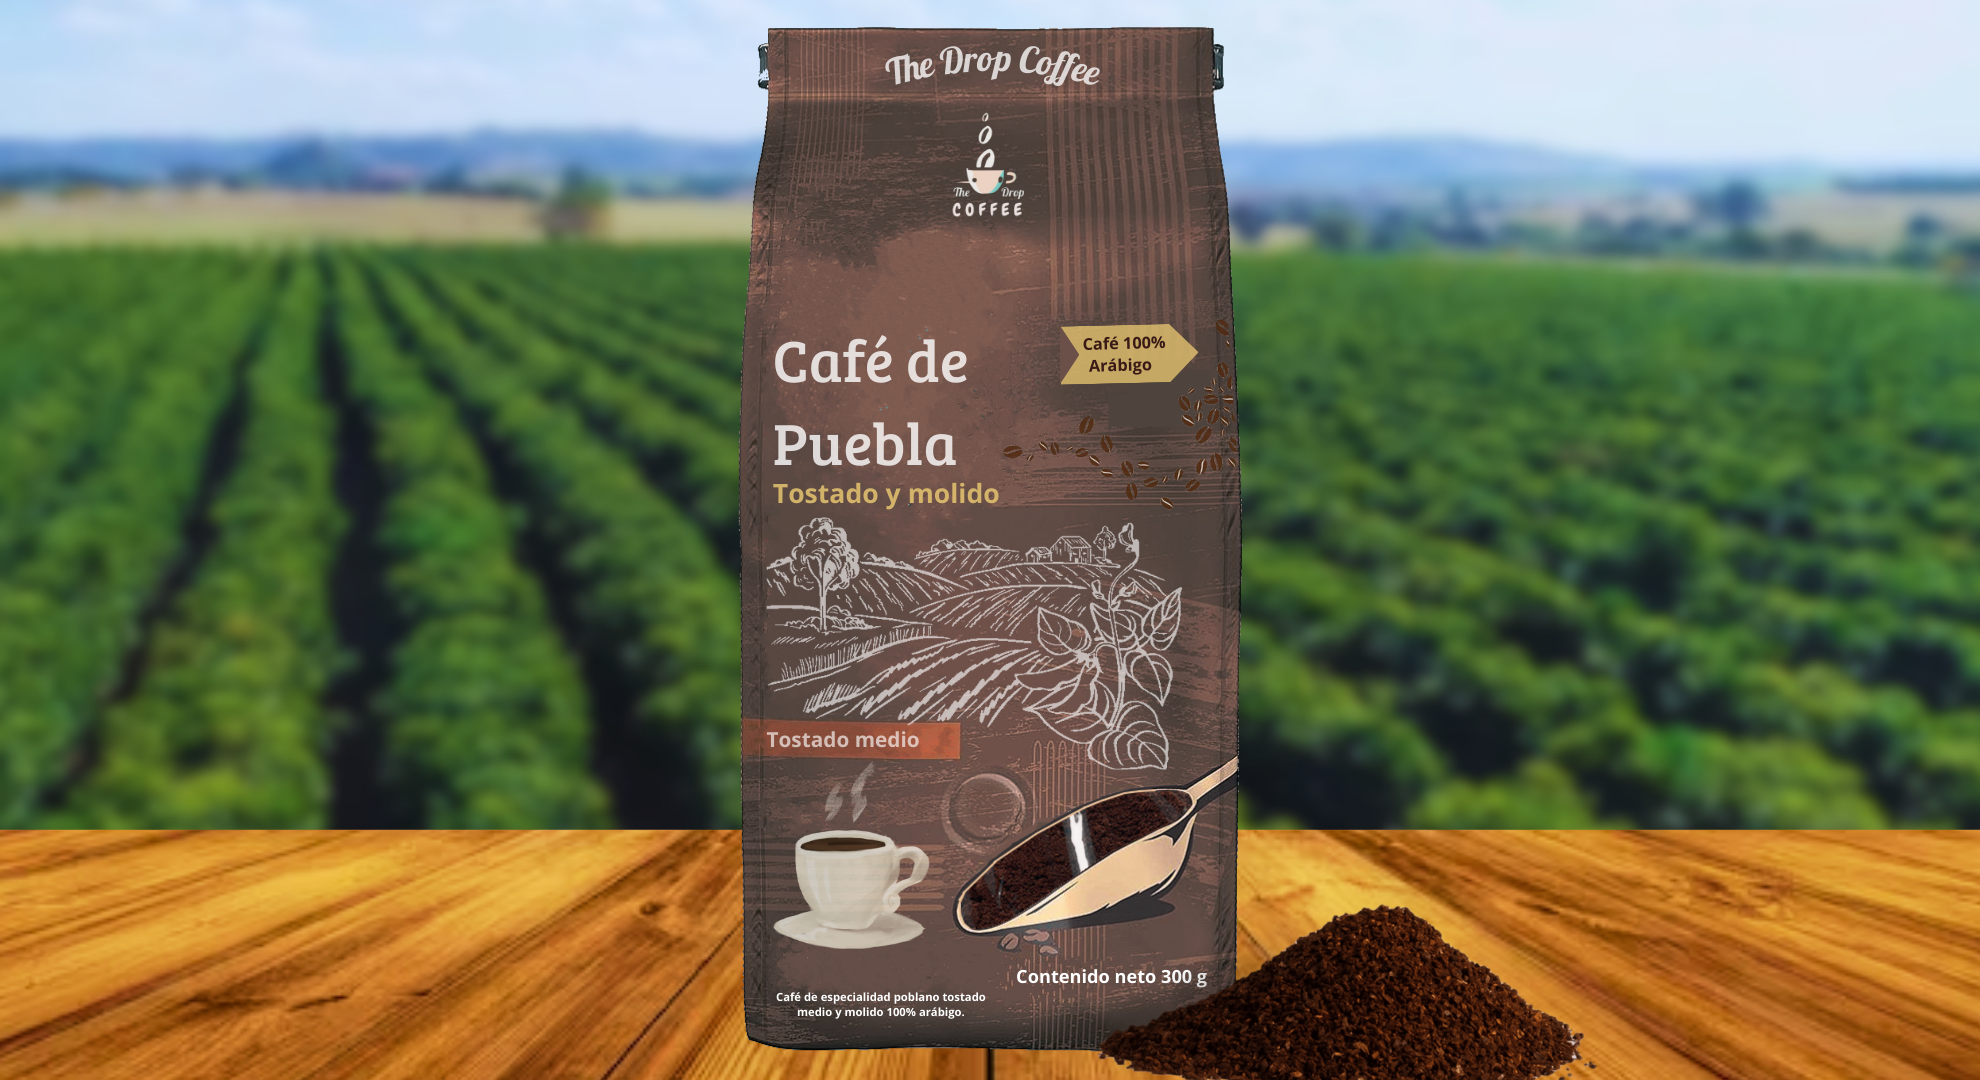 The Drop Coffee
The Drop
COFFEE
Café de
Puebla
Café 100%
Arábigo
Tostado y molido
Tostado medio
Contenido neto 300 g
Café de especialidad poblano tostado
medio y molido 100% arábigo.